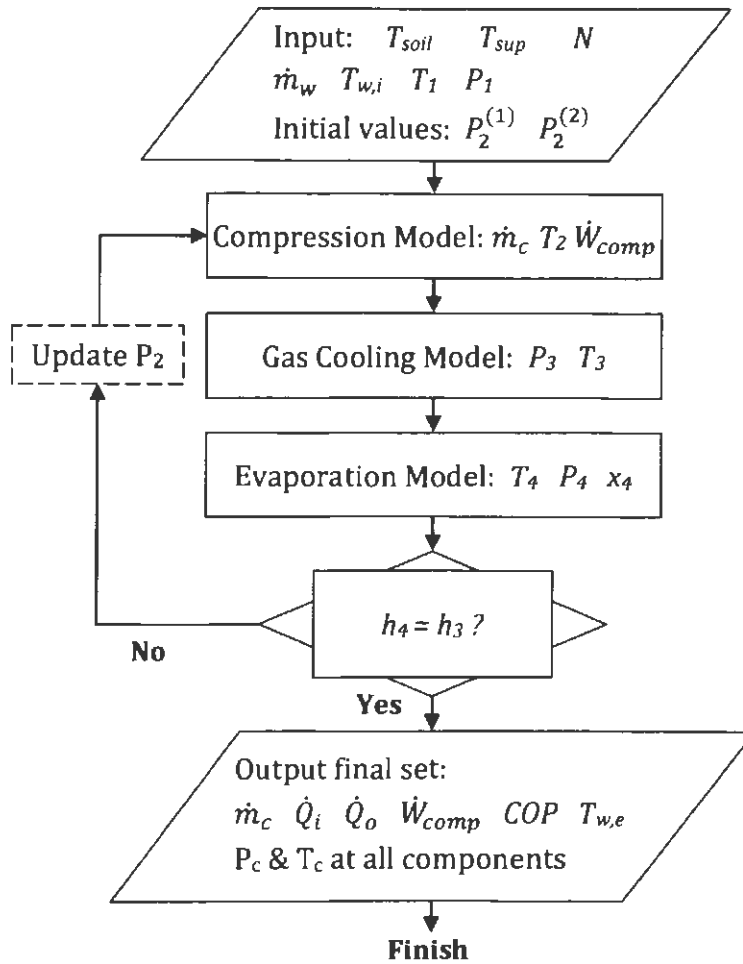 Input: T_soil T_sup N
ṁ_w T_w,i T_1 P_1
Initial values: P_2^(1) P_2^(2)
Compression Model: ṁ_c T_2 Ẇ_comp
Update P_2
Gas Cooling Model: P_3 T_3
Evaporation Model: T_4 P_4 x_4
h_4 = h_3 ?
No
Yes
Output final set:
ṁ_c Q̇_i Q̇_o Ẇ_comp COP T_w,e
P_c & T_c at all components
Finish